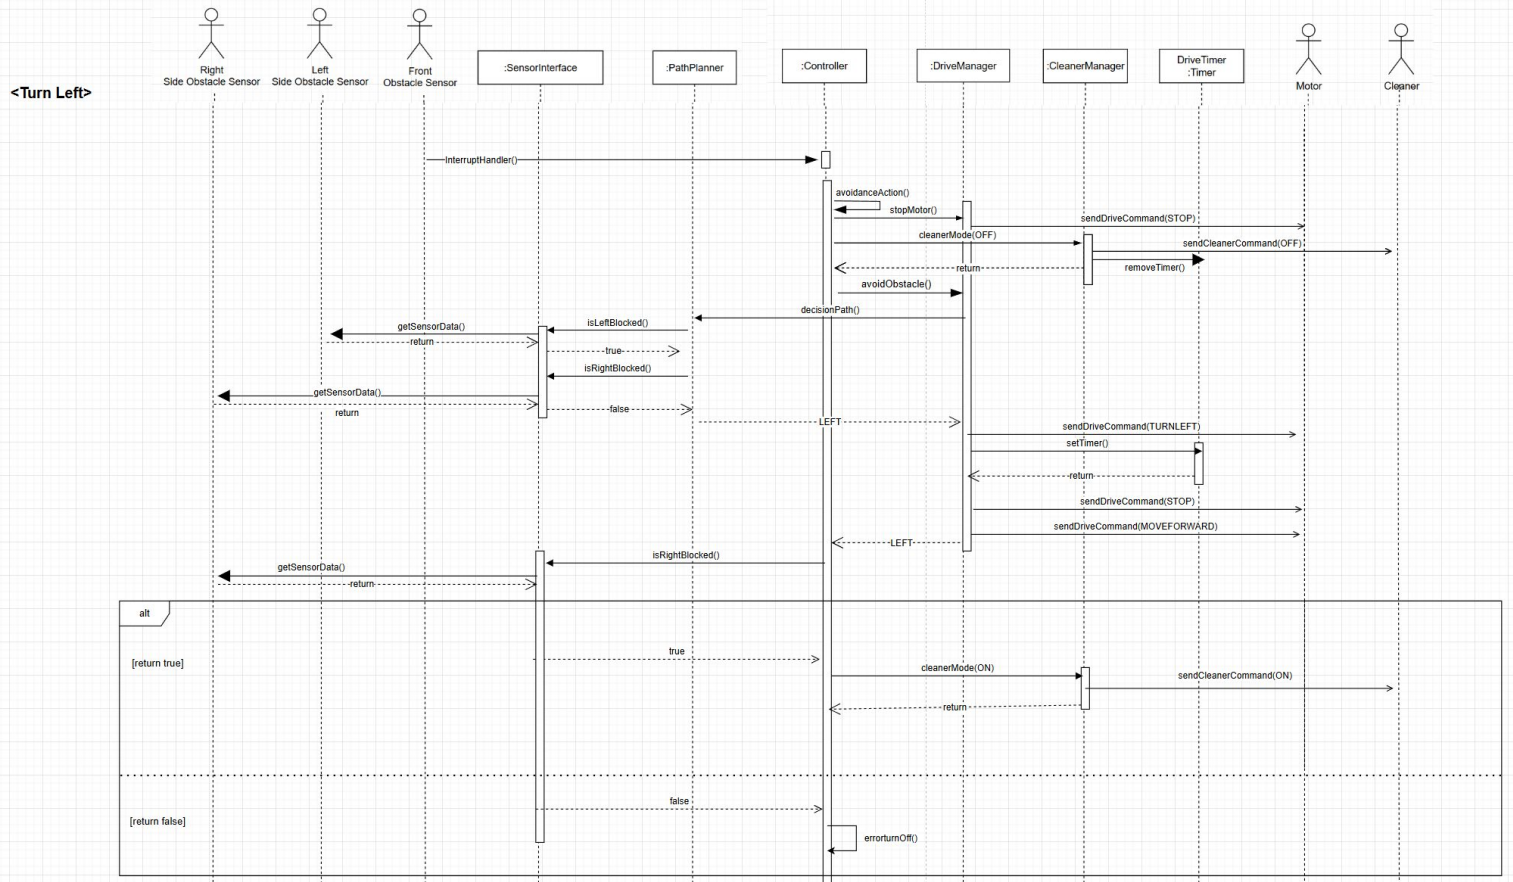 Right
Side Obstacle Sensor
Left
Side Obstacle Sensor
Front
Obstacle Sensor
:SensorInterface
:PathPlanner
:Controller
:DriveManager
:CleanerManager
DriveTimer
:Timer
Motor
Cleaner
<Turn Left>
InterruptHandler()
avoidanceAction()
stopMotor()
sendDriveCommand(STOP)
cleanerMode(OFF)
sendCleanerCommand(OFF)
return
removeTimer()
avoidObstacle()
decisionPath()
isLeftBlocked()
getSensorData()
return
true
isRightBlocked()
getSensorData()
return
false
LEFT
sendDriveCommand(TURNLEFT)
setTimer()
return
sendDriveCommand(STOP)
sendDriveCommand(MOVEFORWARD)
LEFT
isRightBlocked()
getSensorData()
return
alt
[return true]
true
cleanerMode(ON)
sendCleanerCommand(ON)
return
false
[return false]
errorturnOff()